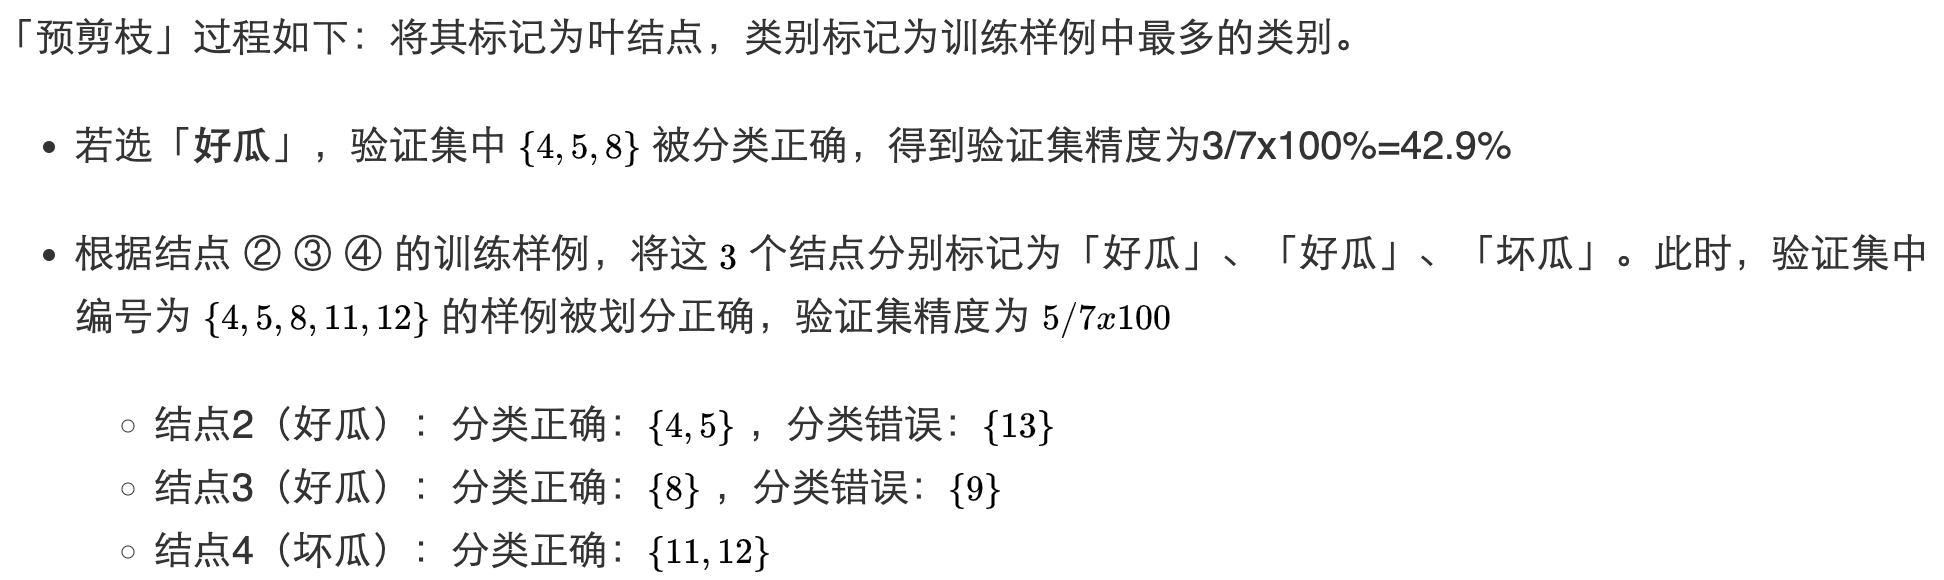 「预剪枝」过程如下：将其标记为叶结点，类别标记为训练样例中最多的类别。
• 若选「好瓜」，验证集中 {4, 5, 8} 被分类正确，得到验证集精度为3/7x100%=42.9%
• 根据结点 ② ③ ④ 的训练样例，将这 3 个结点分别标记为「好瓜」、「好瓜」、「坏瓜」。此时，验证集中
编号为 {4, 5, 8, 11, 12} 的样例被划分正确，验证集精度为 5/7x100
◦ 结点2（好瓜）：分类正确：{4, 5} ，分类错误：{13}
◦ 结点3（好瓜）：分类正确：{8} ，分类错误：{9}
◦ 结点4（坏瓜）：分类正确：{11, 12}